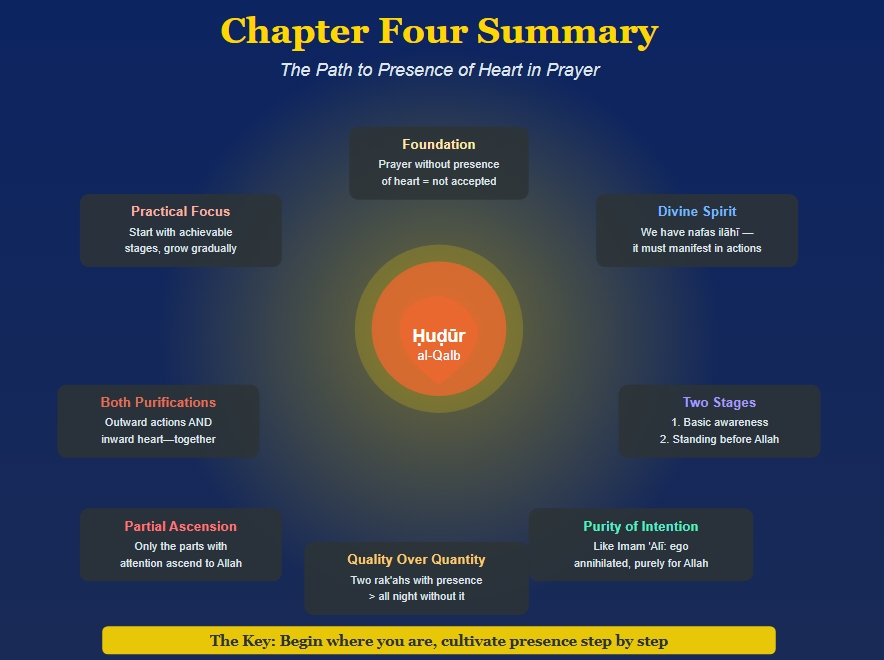 Chapter Four Summary
The Path to Presence of Heart in Prayer
Foundation
Prayer without presence
of heart = not accepted
Practical Focus
Start with achievable
stages, grow gradually
Divine Spirit
We have nafas ilāhī —
it must manifest in actions
Ḥuḍūr
al-Qalb
Both Purifications
Outward actions AND
inward heart—together
Two Stages
1. Basic awareness
2. Standing before Allah
Partial Ascension
Only the parts with
attention ascend to Allah
Quality Over Quantity
Two rak'ahs with presence
> all night without it
Purity of Intention
Like Imam 'Alī: ego
annihilated, purely for Allah
The Key: Begin where you are, cultivate presence step by step